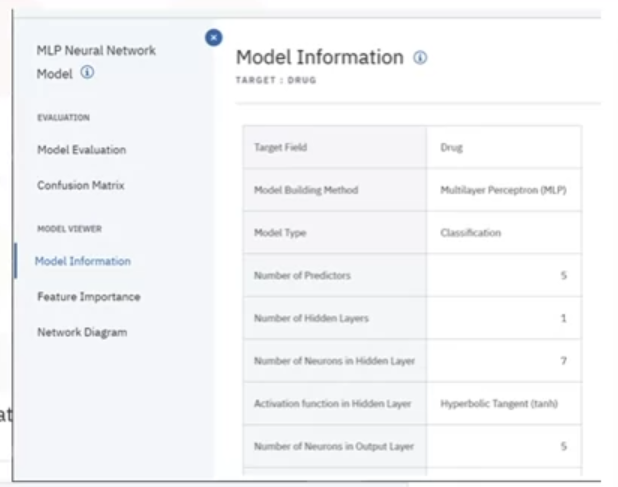 MLP Neural Network
Model
EVALUATION
Model Evaluation
Confusion Matrix
MODEL VIEWER
Model Information
Feature Importance
Network Diagram
at
Model Information
TARGET : DRUG
Target Field Drug
Model Building Method Multilayer Perceptron (MLP)
Model Type Classification
Number of Predictors 5
Number of Hidden Layers 1
Number of Neurons in Hidden Layer 7
Activation function in Hidden Layer Hyperbolic Tangent (tanh)
Number of Neurons in Output Layer 5